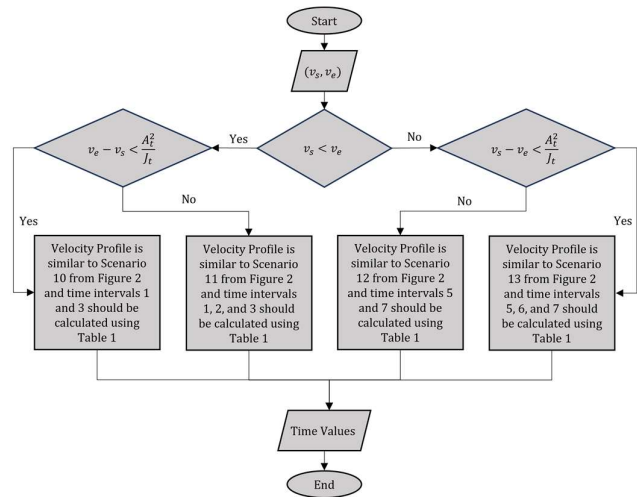 Start
(v_s, v_e)
Yes
No
v_e − v_s < A_t^2/J_t
v_s < v_e
v_s − v_e < A_t^2/J_t
No
No
Yes
Yes
Velocity Profile is
similar to Scenario
10 from Figure 2
and time intervals 1
and 3 should be
calculated using
Table 1
Velocity Profile is
similar to Scenario
11 from Figure 2
and time intervals
1, 2, and 3 should
be calculated using
Table 1
Velocity Profile is
similar to Scenario
12 from Figure 2
and time intervals 5
and 7 should be
calculated using
Table 1
Velocity Profile is
similar to Scenario
13 from Figure 2
and time intervals
5, 6, and 7 should
be calculated using
Table 1
Time Values
End